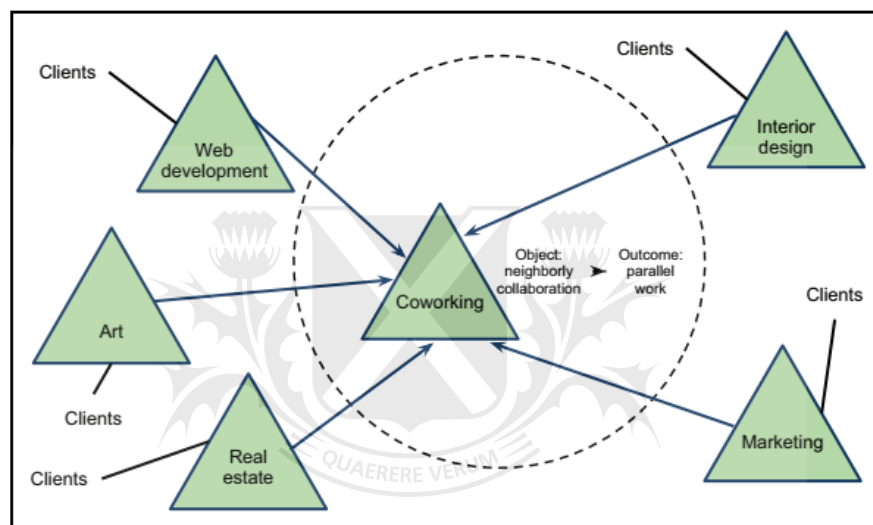 Clients
Web
development
Clients
Interior
design
Art
Clients
Coworking
Object:
neighborly
collaboration
Outcome:
parallel
work
Clients
Real
estate
Clients
Marketing
QUAERERE VERUM